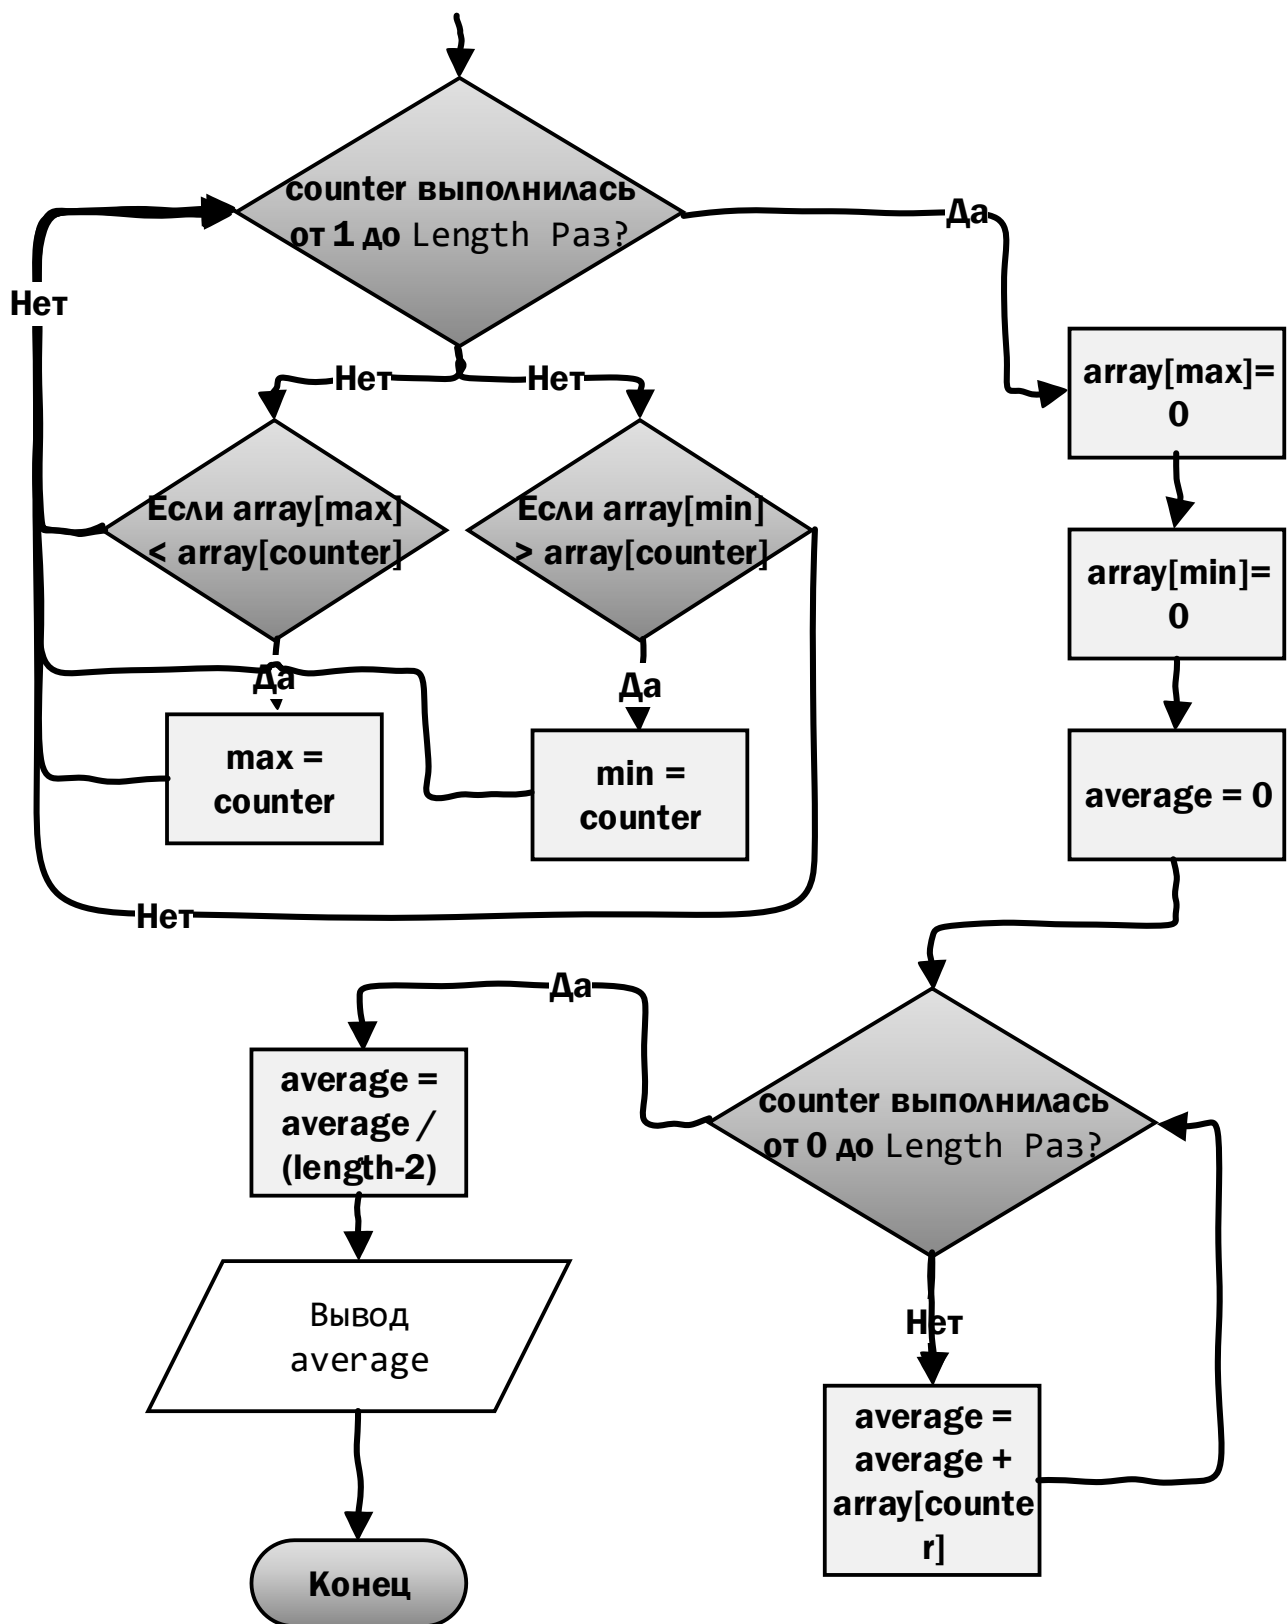 counter выполнилась
от 1 до Length Раз?
Да
Нет
Нет
Нет
array[max]=
0
Если array[max]
< array[counter]
Если array[min]
> array[counter]
array[min]=
0
Да
Да
max =
counter
min =
counter
average = 0
Нет
Да
average =
average /
(length-2)
counter выполнилась
от 0 до Length Раз?
Нет
Вывод
average
average =
average +
array[counte
r]
Конец